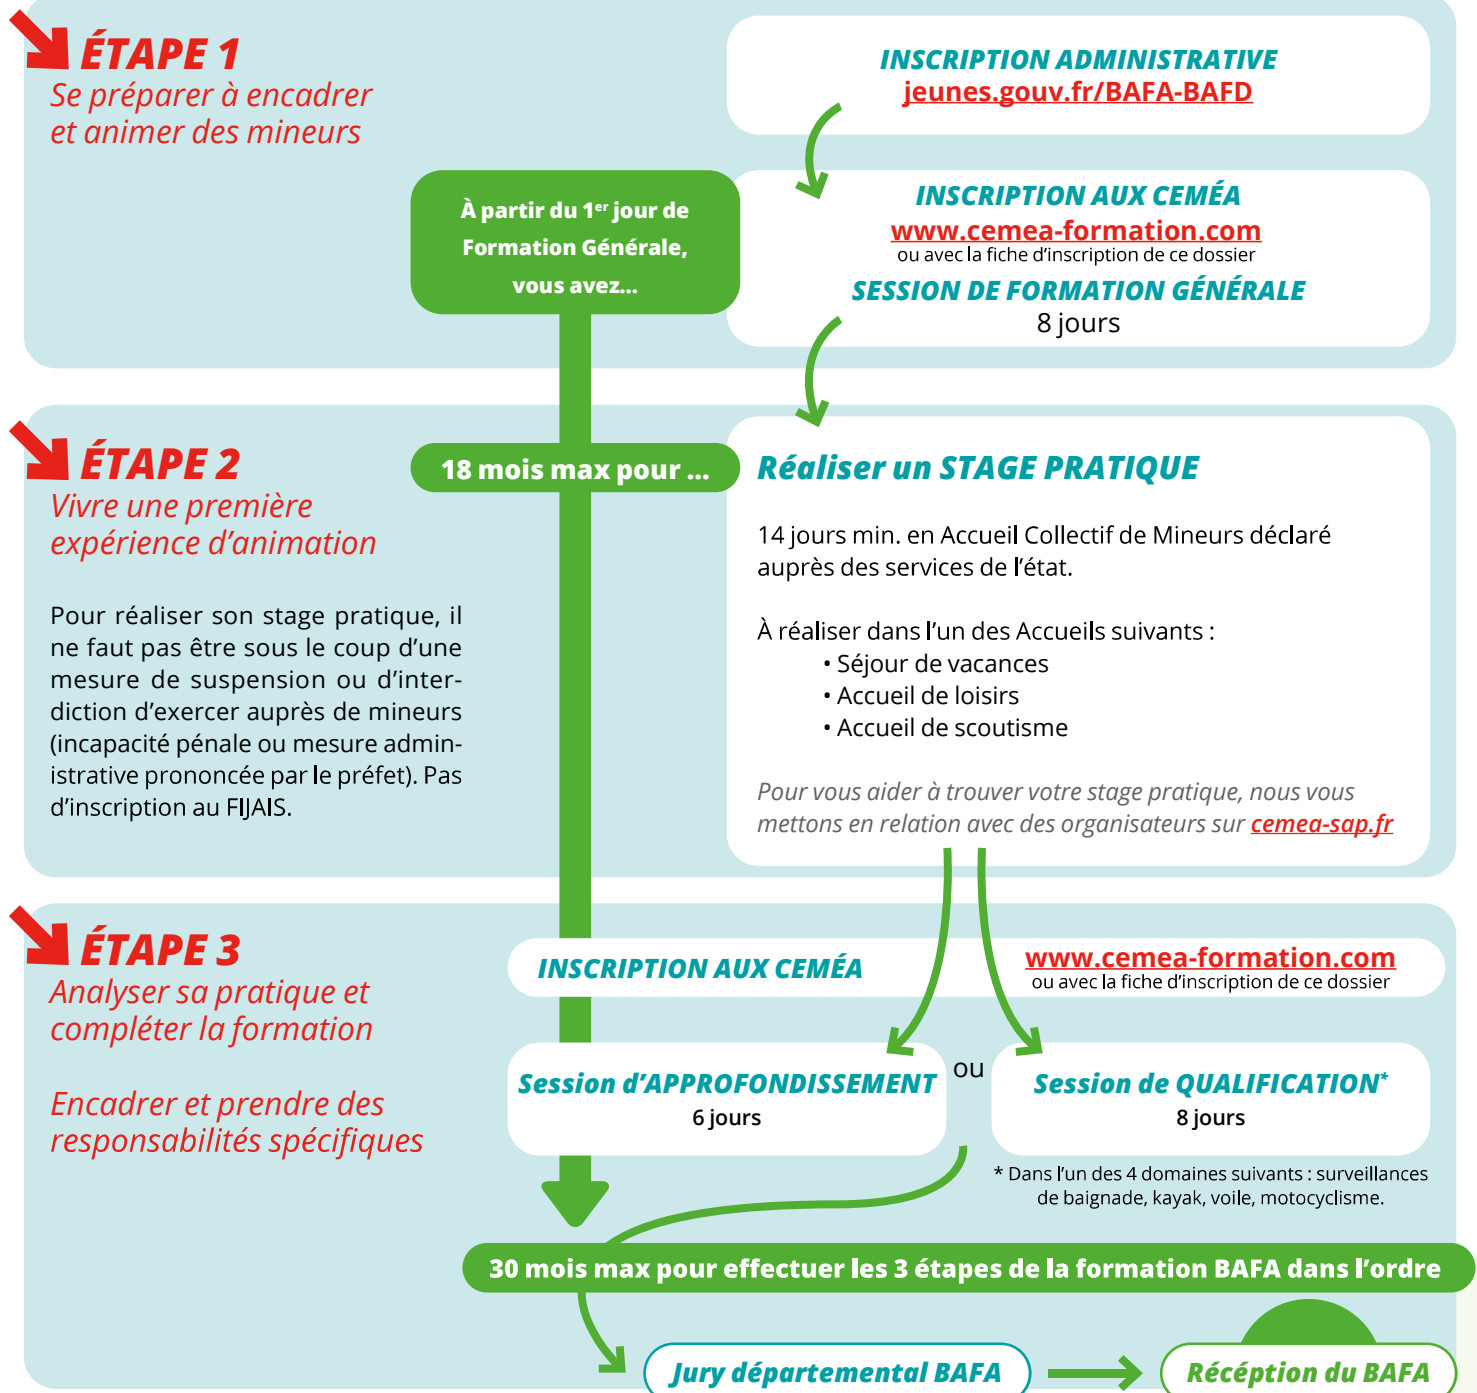 ÉTAPE 1
Se préparer à encadrer
et animer des mineurs
INSCRIPTION ADMINISTRATIVE
jeunes.gouv.fr/BAFA-BAFD
À partir du 1er jour de
Formation Générale,
vous avez...
INSCRIPTION AUX CEMÉA
www.cemea-formation.com
ou avec la fiche d'inscription de ce dossier
SESSION DE FORMATION GÉNÉRALE
8 jours
ÉTAPE 2
Vivre une première
expérience d'animation
Pour réaliser son stage pratique, il
ne faut pas être sous le coup d'une
mesure de suspension ou d'inter-
diction d'exercer auprès de mineurs
(incapacité pénale ou mesure admin-
istrative prononcée par le préfet). Pas
d'inscription au FIJAIS.
18 mois max pour ...
Réaliser un STAGE PRATIQUE
14 jours min. en Accueil Collectif de Mineurs déclaré
auprès des services de l'état.
À réaliser dans l'un des Accueils suivants :
• Séjour de vacances
• Accueil de loisirs
• Accueil de scoutisme
Pour vous aider à trouver votre stage pratique, nous vous
mettons en relation avec des organisateurs sur cemea-sap.fr
ÉTAPE 3
Analyser sa pratique et
compléter la formation
Encadrer et prendre des
responsabilités spécifiques
INSCRIPTION AUX CEMÉA
www.cemea-formation.com
ou avec la fiche d'inscription de ce dossier
Session d'APPROFONDISSEMENT
6 jours
ou
Session de QUALIFICATION*
8 jours
* Dans l'un des 4 domaines suivants : surveillances
de baignade, kayak, voile, motocyclisme.
30 mois max pour effectuer les 3 étapes de la formation BAFA dans l'ordre
Jury départemental BAFA
Récéption du BAFA